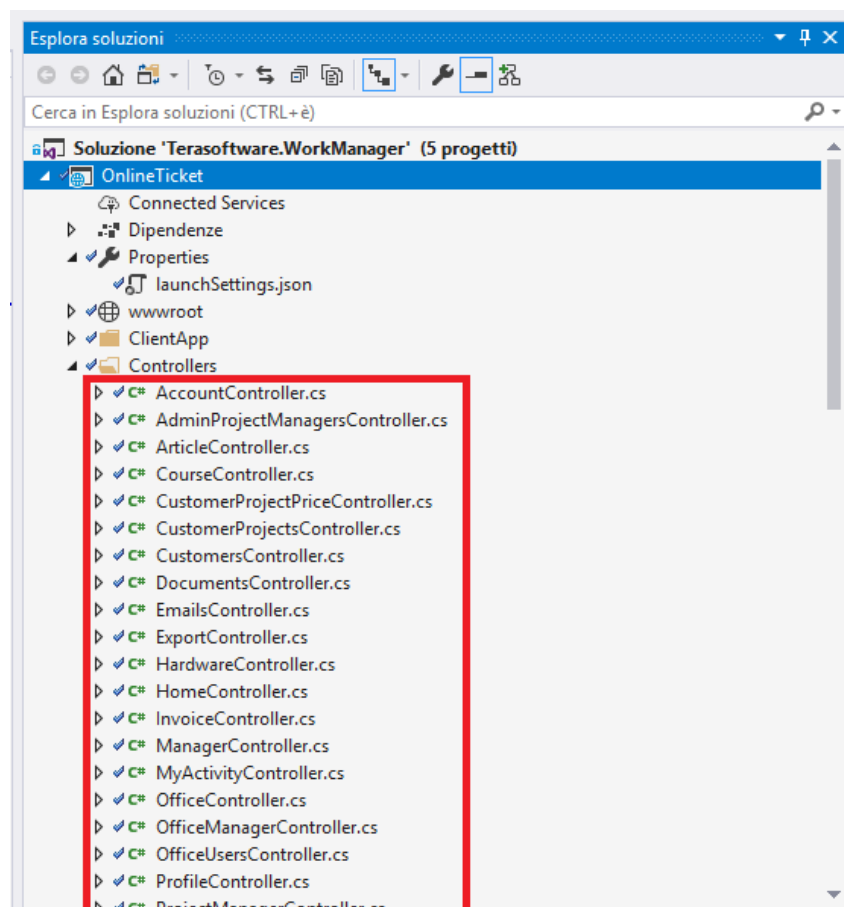 Esplora soluzioni
Cerca in Esplora soluzioni (CTRL+è)
Soluzione 'Terasoftware.WorkManager' (5 progetti)
OnlineTicket
Connected Services
Dipendenze
Properties
launchSettings.json
wwwroot
ClientApp
Controllers
C# AccountController.cs
C# AdminProjectManagersController.cs
C# ArticleController.cs
C# CourseController.cs
C# CustomerProjectPriceController.cs
C# CustomerProjectsController.cs
C# CustomersController.cs
C# DocumentsController.cs
C# EmailsController.cs
C# ExportController.cs
C# HardwareController.cs
C# HomeController.cs
C# InvoiceController.cs
C# ManagerController.cs
C# MyActivityController.cs
C# OfficeController.cs
C# OfficeManagerController.cs
C# OfficeUsersController.cs
C# ProfileController.cs
C# ProjectManagerController.cs